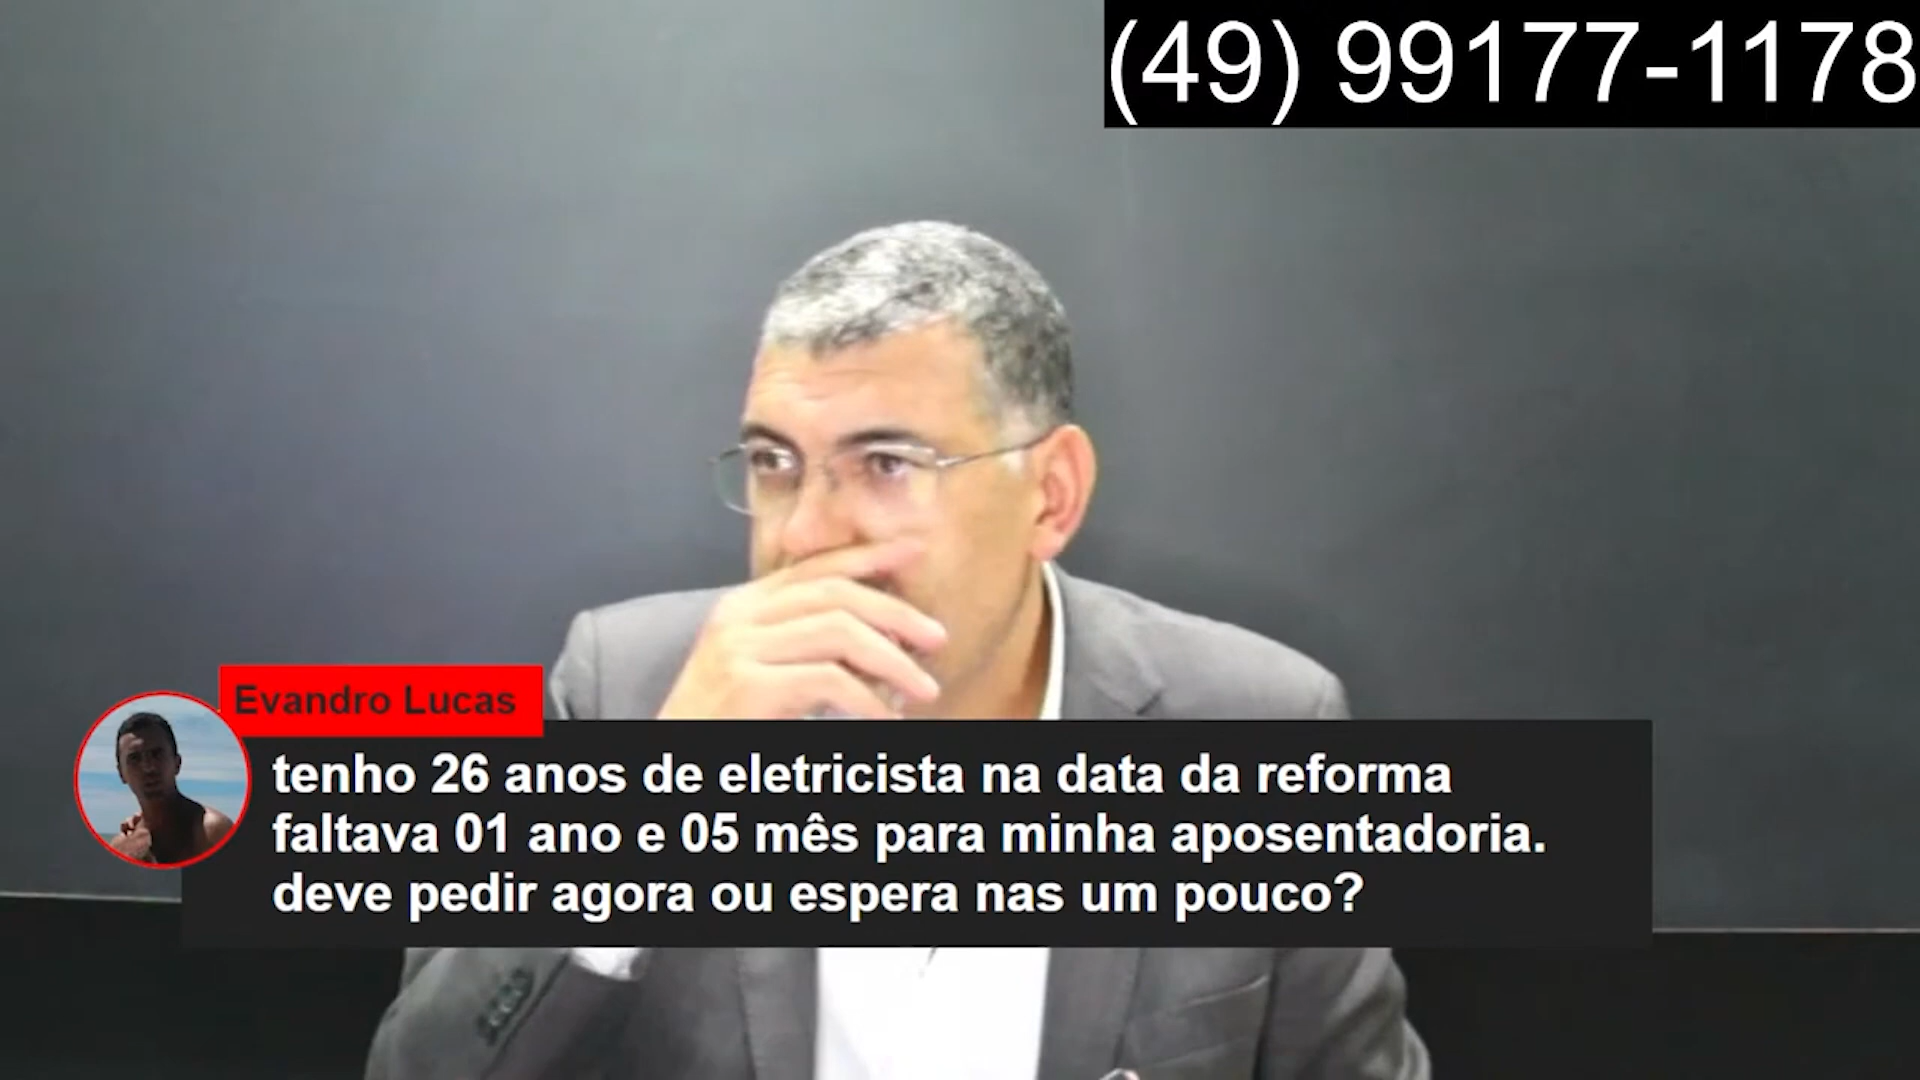 (49) 99177-1178
Evandro Lucas
tenho 26 anos de eletricista na data da reforma
faltava 01 ano e 05 mês para minha aposentadoria.
deve pedir agora ou espera nas um pouco?